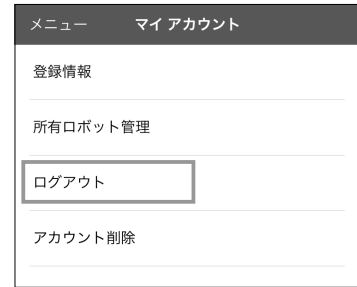 メニュー マイ アカウント
登録情報
所有ロボット管理
ログアウト
アカウント削除